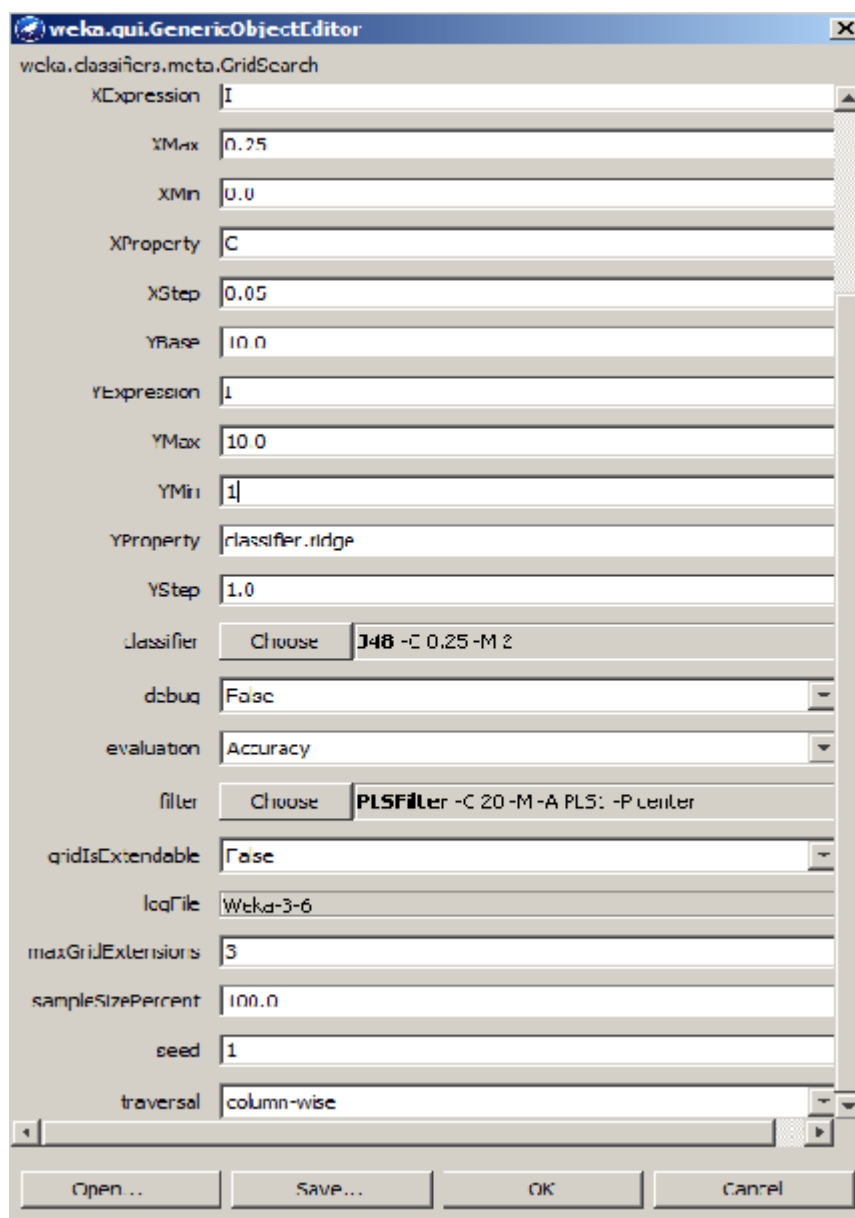 weka.gui.GenericObjectEditor
weka.classifiers.meta.GridSearch
XExpression I
XMax 0.25
XMin 0.0
XProperty C
XStep 0.05
YBase 10.0
YExpression I
YMax 10.0
YMin 1
YProperty classifier.ridge
YStep 1.0
classifier Choose J48 -C 0.25 -M 2
debug False
evaluation Accuracy
filter Choose PLSFilter -C 20 -M -A PLS1 -P center
gridIsExtendable False
logFile Weka-3-6
maxGridExtensions 3
sampleSizePercent 100.0
seed 1
traversal column-wise
Open... Save... OK Cancel